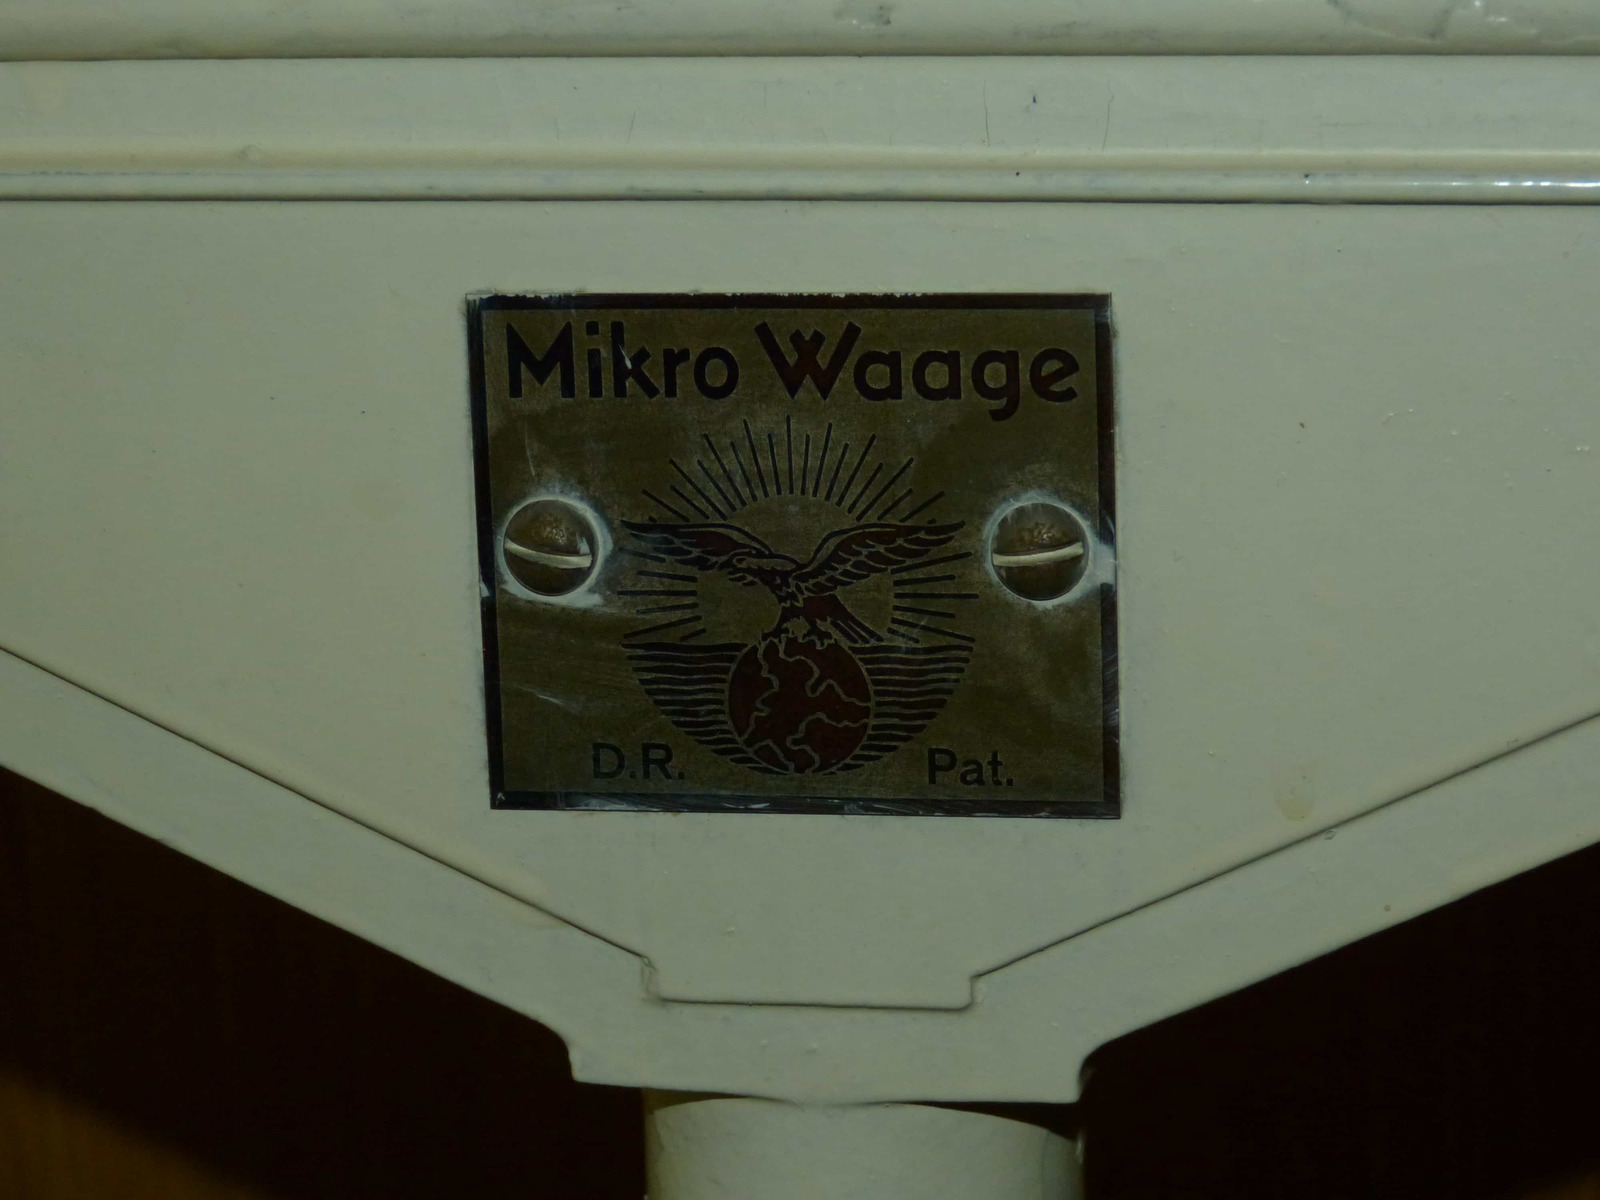 Mikro Waage
D.R. Pat.